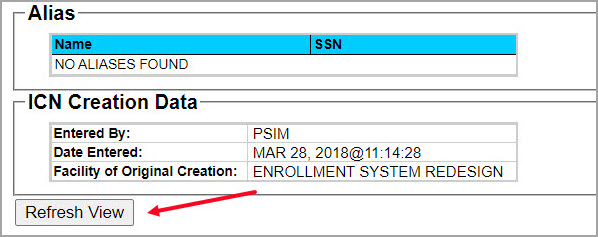 Alias
Name SSN
NO ALIASES FOUND
ICN Creation Data
Entered By: PSIM
Date Entered: MAR 28, 2018@11:14:28
Facility of Original Creation: ENROLLMENT SYSTEM REDESIGN
Refresh View